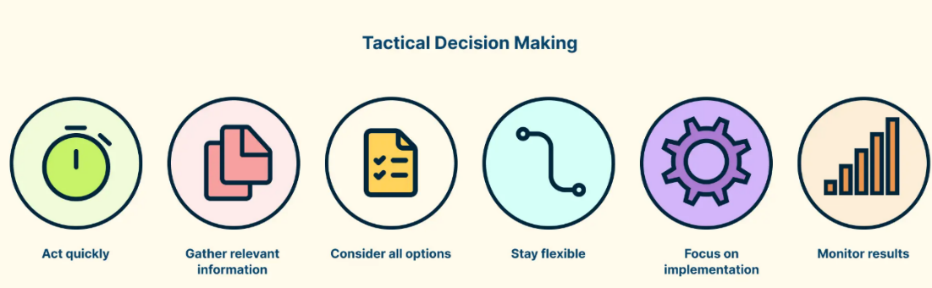 Tactical Decision Making
Act quickly
Gather relevant
information
Consider all options
Stay flexible
Focus on
implementation
Monitor results